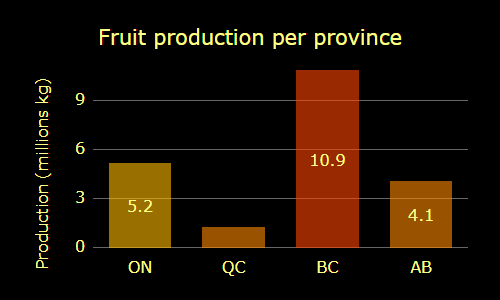 Fruit production per province
Production (millions kg)
9
6
3
0
5.2
10.9
4.1
ON QC BC AB